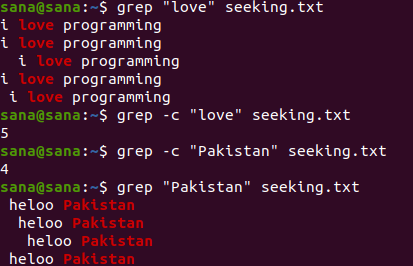 sana@sana:~$ grep "love" seeking.txt
i love programming
i love programming
  i love programming
i love programming
 i love programming
sana@sana:~$ grep -c "love" seeking.txt
5
sana@sana:~$ grep -c "Pakistan" seeking.txt
4
sana@sana:~$ grep "Pakistan" seeking.txt
 heloo Pakistan
  heloo Pakistan
   heloo Pakistan
 heloo Pakistan